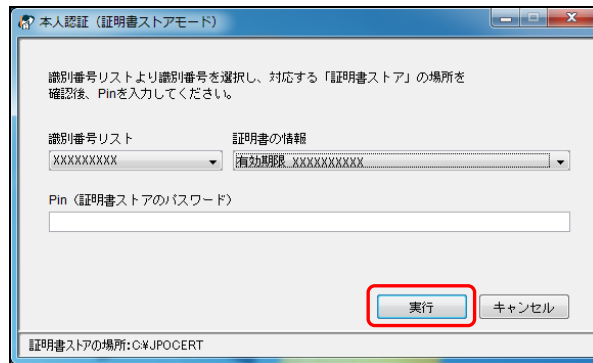 本人認証（証明書ストアモード）
識別番号リストより識別番号を選択し、対応する「証明書ストア」の場所を
確認後、Pinを入力してください。
識別番号リスト 証明書の情報
XXXXXXXXX 有効期限 XXXXXXXXXX
Pin（証明書ストアのパスワード）
実行 キャンセル
証明書ストアの場所:C:¥JPOCERT